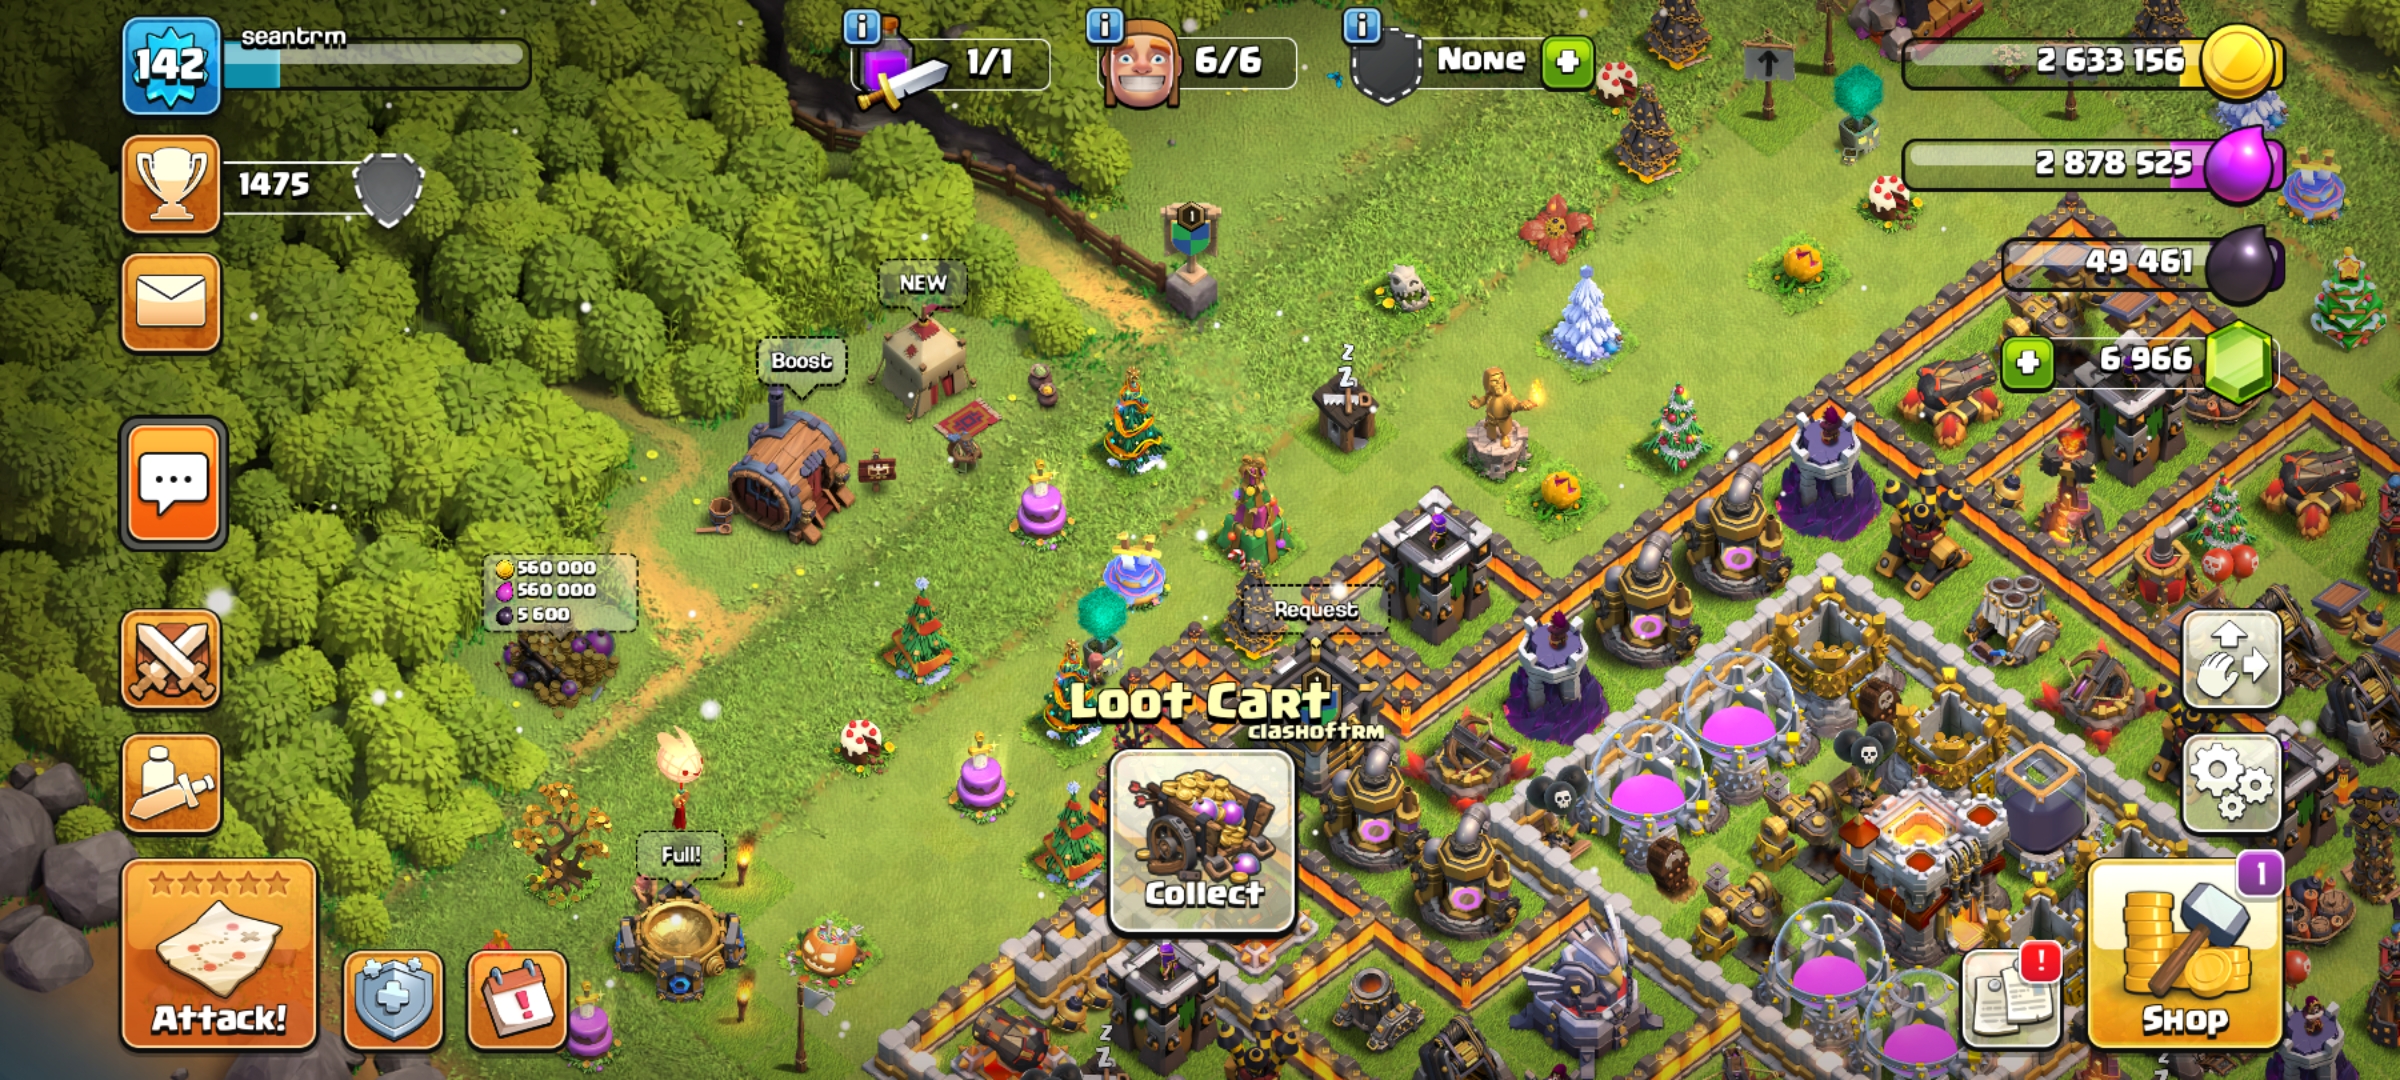 142
seantrm
1/1
6/6
None
2 633 156
1475
2 878 525
49 461
6 966
NEW
Boost
Z
Z
560 000
560 000
5 600
Request
Loot Cart
clashoftrm
Collect
Full!
Attack!
1
Shop
Z
Z
Z
Z